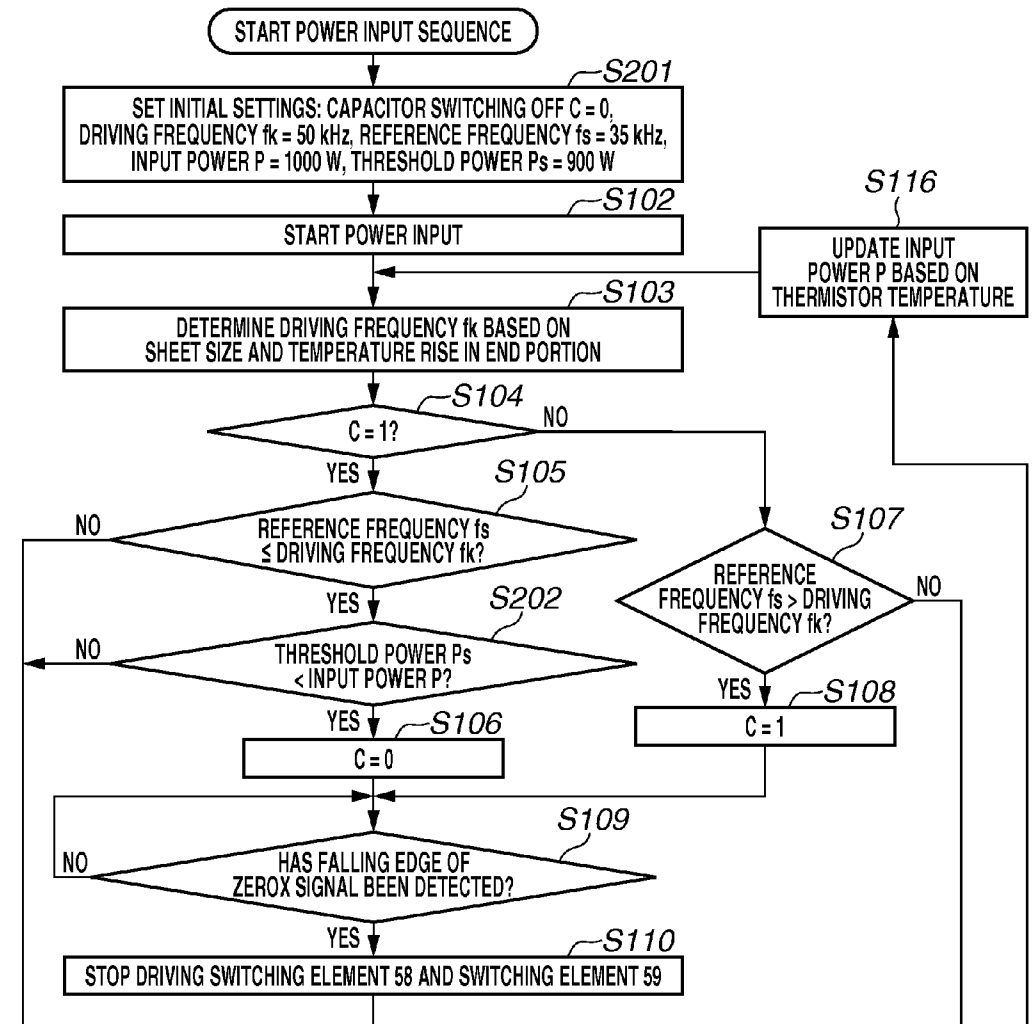 START POWER INPUT SEQUENCE
S201
SET INITIAL SETTINGS: CAPACITOR SWITCHING OFF C = 0,
DRIVING FREQUENCY fk = 50 kHz, REFERENCE FREQUENCY fs = 35 kHz,
INPUT POWER P = 1000 W, THRESHOLD POWER Ps = 900 W
S102
START POWER INPUT
S116
UPDATE INPUT
POWER P BASED ON
THERMISTOR TEMPERATURE
S103
DETERMINE DRIVING FREQUENCY fk BASED ON
SHEET SIZE AND TEMPERATURE RISE IN END PORTION
S104
C = 1?
NO
YES
S105
REFERENCE FREQUENCY fs
≤ DRIVING FREQUENCY fk?
NO
YES
S107
REFERENCE
FREQUENCY fs > DRIVING
FREQUENCY fk?
NO
YES
S202
THRESHOLD POWER Ps
< INPUT POWER P?
NO
YES
S106
C = 0
S108
C = 1
S109
HAS FALLING EDGE OF
ZEROX SIGNAL BEEN DETECTED?
NO
YES
S110
STOP DRIVING SWITCHING ELEMENT 58 AND SWITCHING ELEMENT 59